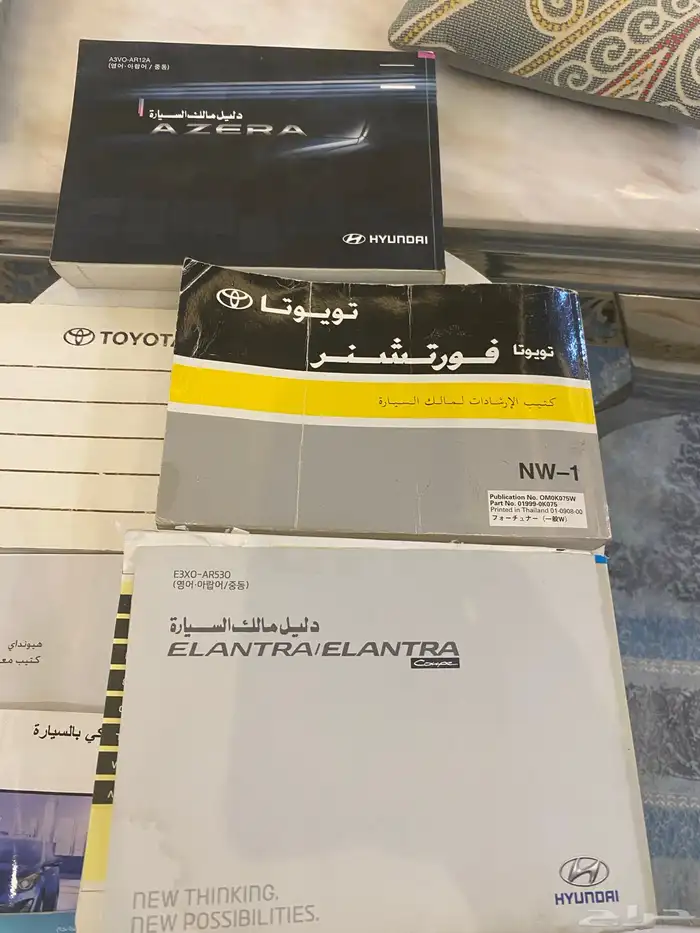 A3VO-AR12A
(영어·아랍어 / 중동)
دليل مالك السيارة
AZERA
HYUNDAI
TOYOTA
تويوتا
تويوتا فورتشنر
كتيب الإرشادات لمالك السيارة
NW-1
Publication No. OM0K075W
Part No. 01999-0K075
Printed in Thailand 01-0908-00
フォーチュナー (一般W)
E3XO-AR530
(영어·아랍어/중동)
دليل مالك السيارة
ELANTRA/ELANTRA
Coupe
هيونداي
كتيب
كي بالسيارة
NEW THINKING.
NEW POSSIBILITIES.
HYUNDAI
حراج